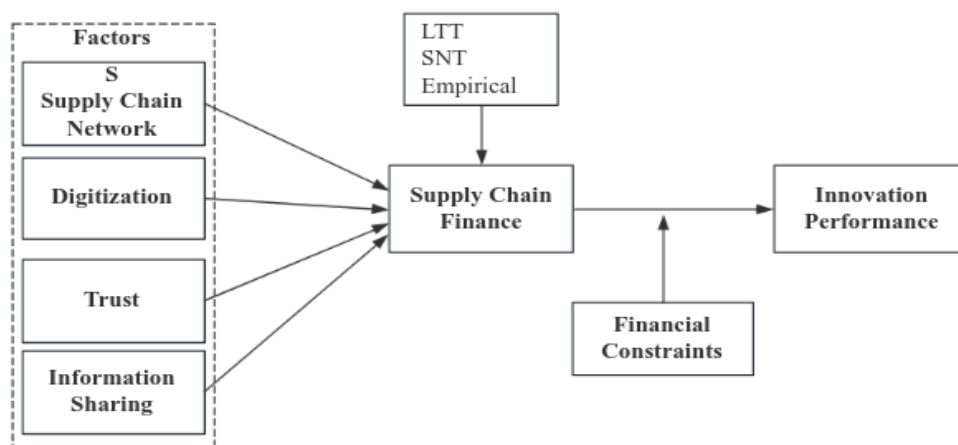 Factors
S
Supply Chain
Network
Digitization
Trust
Information
Sharing
LTT
SNT
Empirical
Supply Chain
Finance
Innovation
Performance
Financial
Constraints